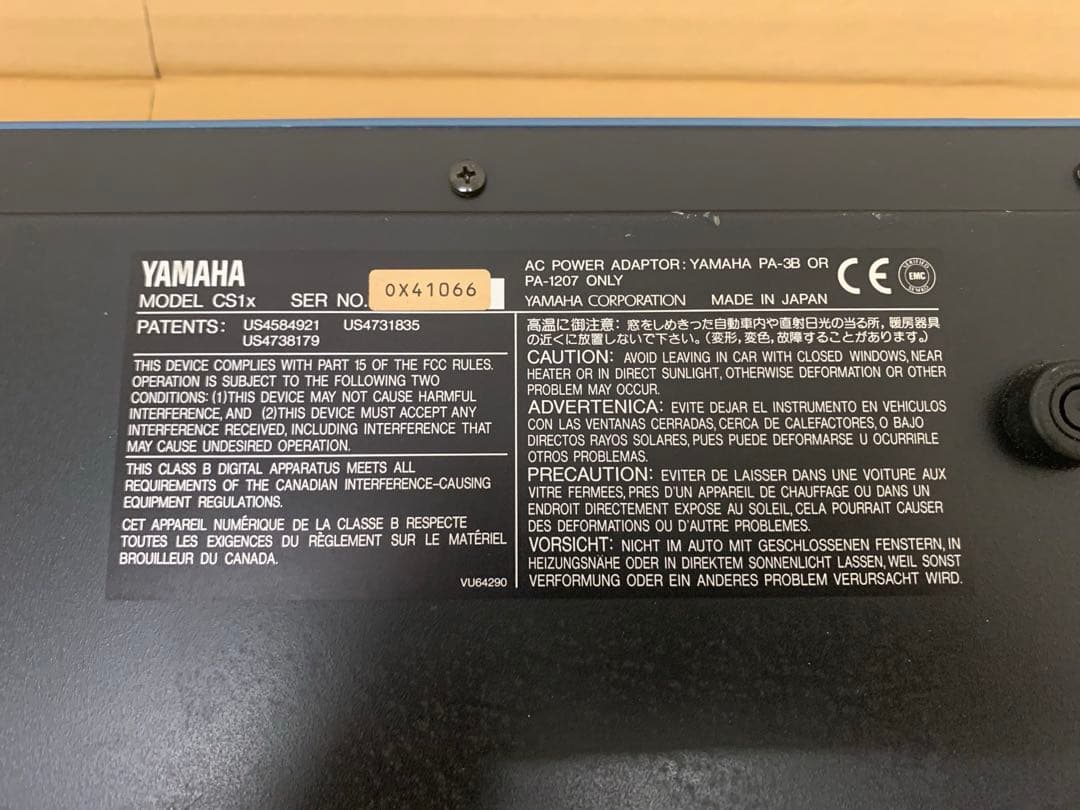 YAMAHA
MODEL CS1x SER NO. 0X41066
PATENTS: US4584921 US4731835
US4738179
THIS DEVICE COMPLIES WITH PART 15 OF THE FCC RULES.
OPERATION IS SUBJECT TO THE FOLLOWING TWO
CONDITIONS: (1)THIS DEVICE MAY NOT CAUSE HARMFUL
INTERFERENCE, AND (2)THIS DEVICE MUST ACCEPT ANY
INTERFERENCE RECEIVED, INCLUDING INTERFERENCE THAT
MAY CAUSE UNDESIRED OPERATION.
THIS CLASS B DIGITAL APPARATUS MEETS ALL
REQUIREMENTS OF THE CANADIAN INTERFERENCE-CAUSING
EQUIPMENT REGULATIONS.
CET APPAREIL NUMÉRIQUE DE LA CLASSE B RESPECTE
TOUTES LES EXIGENCES DU RÈGLEMENT SUR LE MATÉRIEL
BROUILLEUR DU CANADA.
VU64290
AC POWER ADAPTOR: YAMAHA PA-3B OR
PA-1207 ONLY
YAMAHA CORPORATION MADE IN JAPAN
CE
EMC
高温に御注意: 窓をしめきった自動車内や直射日光の当る所, 暖房器具
の近くに放置しないで下さい。(変形, 変色, 故障することがあります。)
CAUTION: AVOID LEAVING IN CAR WITH CLOSED WINDOWS, NEAR
HEATER OR IN DIRECT SUNLIGHT, OTHERWISE DEFORMATION OR OTHER
PROBLEM MAY OCCUR.
ADVERTENICA: EVITE DEJAR EL INSTRUMENTO EN VEHICULOS
CON LAS VENTANAS CERRADAS, CERCA DE CALEFACTORES, O BAJO
DIRECTOS RAYOS SOLARES, PUES PUEDE DEFORMARSE U OCURRIRLE
OTROS PROBLEMAS.
PRECAUTION: EVITER DE LAISSER DANS UNE VOITURE AUX
VITRE FERMEES, PRES D'UN APPAREIL DE CHAUFFAGE OU DANS UN
ENDROIT DIRECTEMENT EXPOSE AU SOLEIL, CELA POURRAIT CAUSER
DES DEFORMATIONS OU D'AUTRE PROBLEMES.
VORSICHT: NICHT IM AUTO MIT GESCHLOSSENEN FENSTERN, IN
HEIZUNGSNÄHE ODER IN DIREKTEM SONNENLICHT LASSEN, WEIL SONST
VERFORMUNG ODER EIN ANDERES PROBLEM VERURSACHT WIRD.